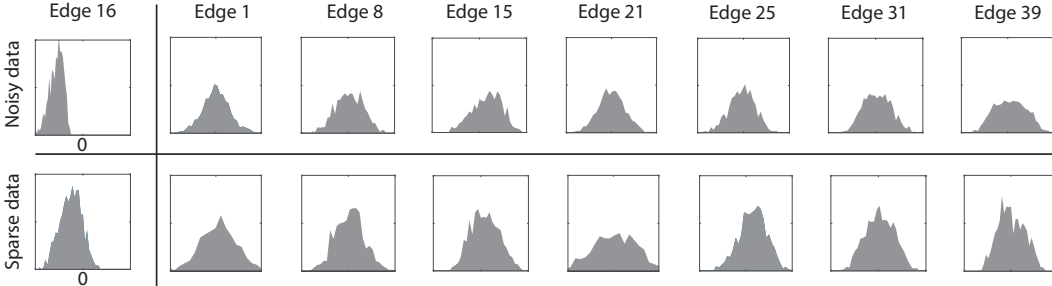 Edge 16 Edge 1 Edge 8 Edge 15 Edge 21 Edge 25 Edge 31 Edge 39
Noisy data
0
Sparse data
0